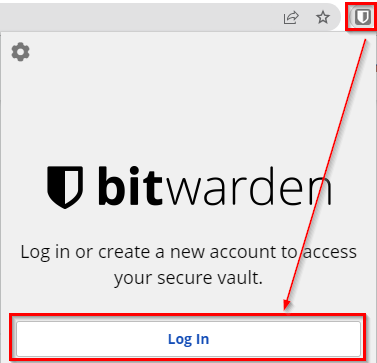 bitwarden
Log in or create a new account to access
your secure vault.
Log In